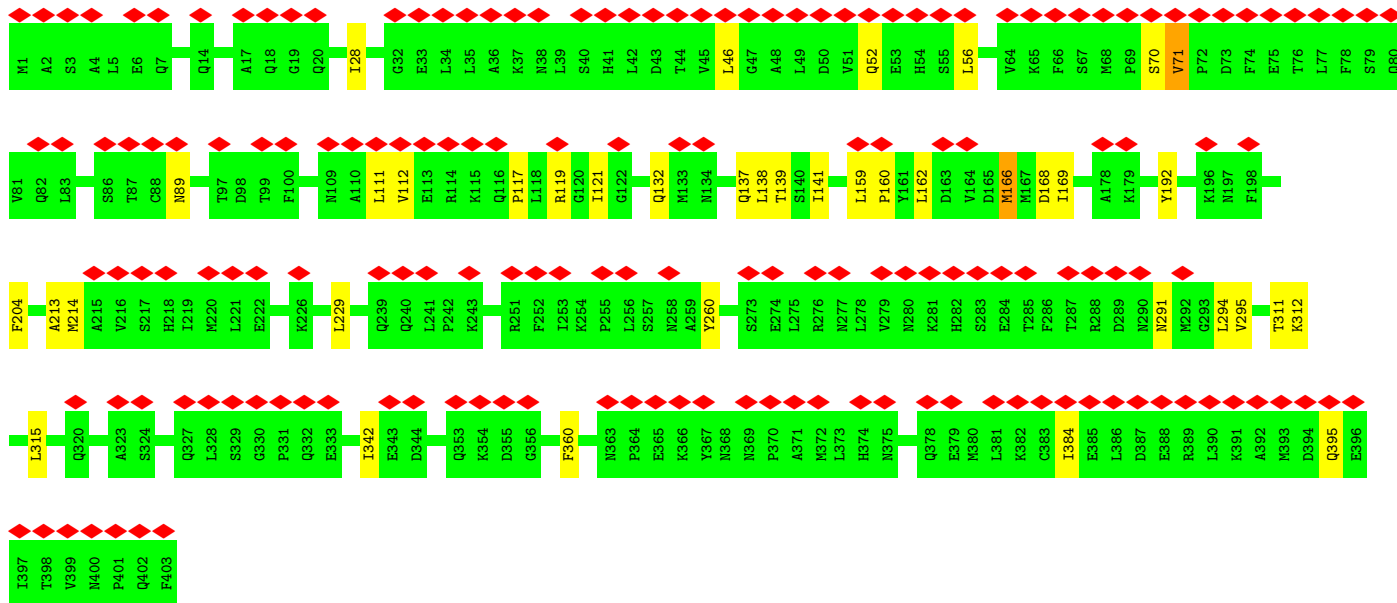 M1 A2 S3 A4 L5 E6 Q7 Q14 A17 Q18 G19 Q20 I28 G32 E33 L34 L35 A36 K37 N38 L39 S40 H41 L42 D43 T44 V45 L46 G47 A48 L49 D50 V51 Q52 E53 H54 S55 L56 V64 K65 F66 S67 M68 P69 S70 V71 P72 D73 F74 E75 T76 L77 F78 S79 Q80
V81 Q82 L83 S86 T87 C88 N89 T97 D98 T99 F100 N109 A110 L111 V112 E113 R114 K115 Q116 P117 L118 R119 G120 I121 G122 Q132 M133 N134 Q137 L138 T139 S140 I141 L159 P160 Y161 L162 D163 V164 D165 M166 M167 D168 I169 A178 K179 Y192 K196 N197 F198
F204 A213 M214 A215 V216 S217 H218 I219 M220 L221 E222 K226 L229 Q239 Q240 L241 P242 K243 R251 F252 I253 K254 P255 L256 S257 N258 A259 Y260 S273 E274 L275 R276 N277 L278 V279 N280 K281 H282 S283 E284 T285 F286 T287 R288 D289 N290 N291 M292 G293 L294 V295 T311 K312
L315 Q320 A323 S324 Q327 L328 S329 G330 P331 Q332 E333 I342 E343 D344 Q353 K354 D355 G356 F360 N363 P364 E365 K366 Y367 N368 N369 P370 A371 M372 L373 H374 N375 Q378 E379 M380 L381 K382 C383 I384 E385 L386 D387 E388 R389 L390 K391 A392 M393 D394 Q395 E396
I397 T398 V399 N400 P401 Q402 F403